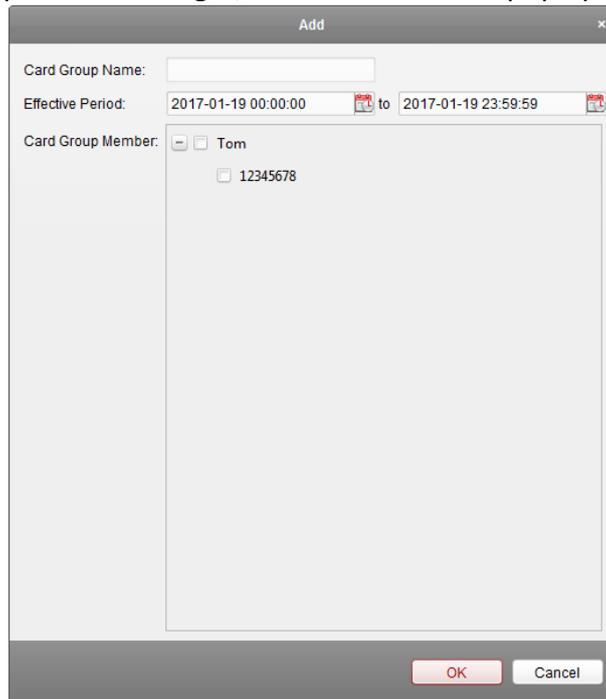 Add ×
Card Group Name:
Effective Period: 2017-01-19 00:00:00 to 2017-01-19 23:59:59
Card Group Member: Tom
12345678
OK Cancel